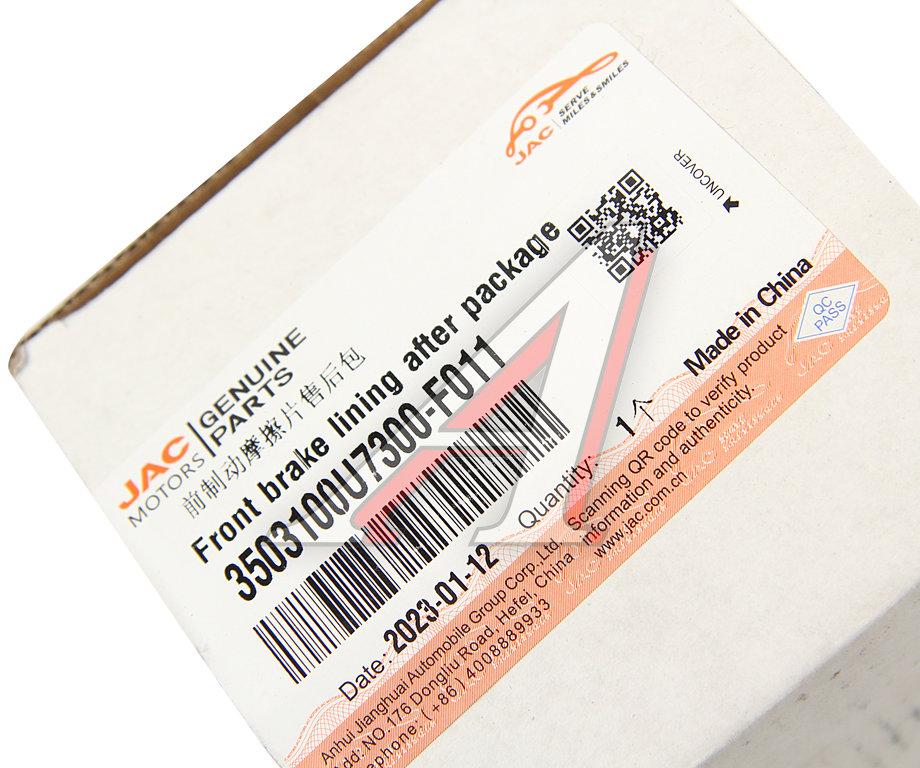 JAC
SERVE
MILES & SMILES
UNCOVER
JAC
MOTORS
GENUINE
PARTS
前制动摩擦片售后包
Front brake lining after package
3503100U7300-F011
Date: 2023-01-12
Quantity: 1个
Made in China
QC
PASS
Scanning QR code to verify product
information and authenticity.
www.jac.com.cn
Anhui Jianghuai Automobile Group Corp., Ltd.
Add: NO.176 Dongliu Road, Hefei, China
ephone: (+86) 4008889933